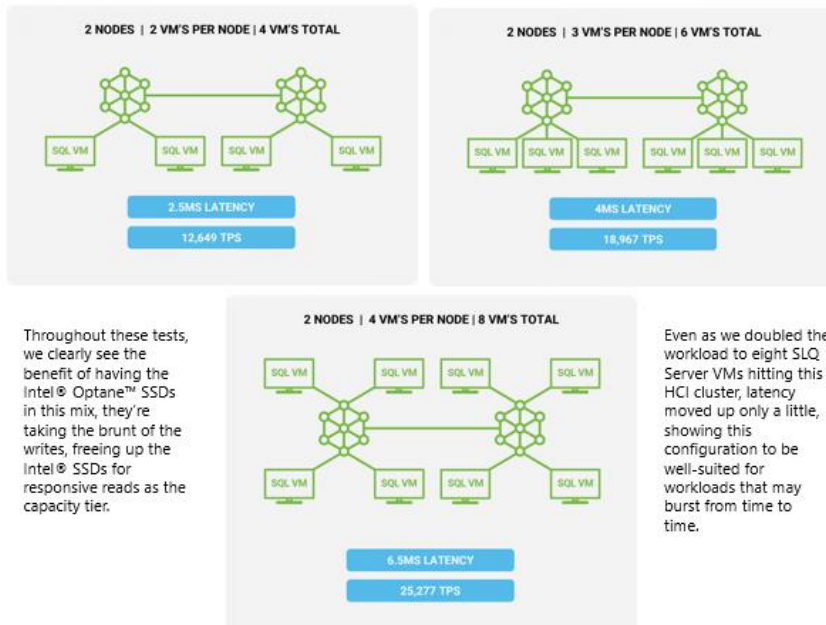 2 NODES | 2 VM'S PER NODE | 4 VM'S TOTAL
SQL VM
SQL VM
SQL VM
SQL VM
2.5MS LATENCY
12,649 TPS
2 NODES | 3 VM'S PER NODE | 6 VM'S TOTAL
SQL VM
SQL VM
SQL VM
SQL VM
SQL VM
SQL VM
4MS LATENCY
18,967 TPS
Throughout these tests,
we clearly see the
benefit of having the
Intel® Optane™ SSDs
in this mix, they're
taking the brunt of the
writes, freeing up the
Intel® SSDs for
responsive reads as the
capacity tier.
2 NODES | 4 VM'S PER NODE | 8 VM'S TOTAL
SQL VM
SQL VM
SQL VM
SQL VM
SQL VM
SQL VM
SQL VM
SQL VM
6.5MS LATENCY
25,277 TPS
Even as we doubled the
workload to eight SLQ
Server VMs hitting this
HCI cluster, latency
moved up only a little,
showing this
configuration to be
well-suited for
workloads that may
burst from time to
time.